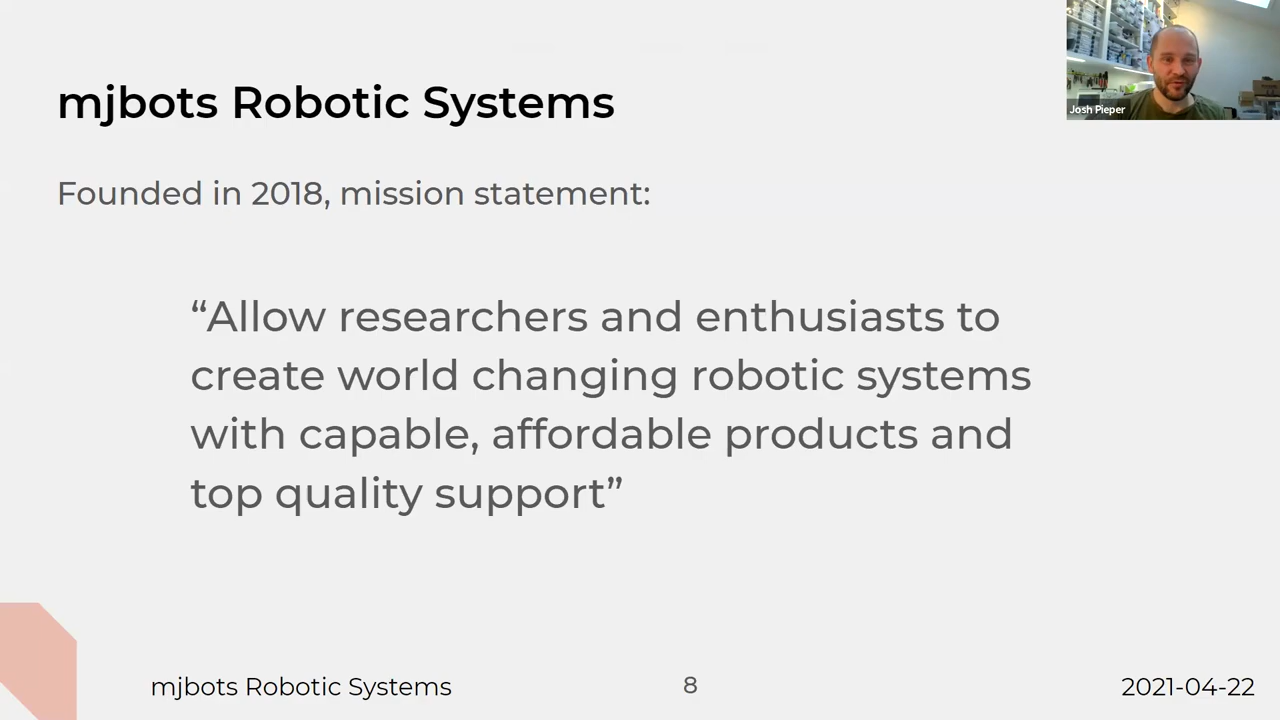 mjbots Robotic Systems
Josh Pieper
Founded in 2018, mission statement:
“Allow researchers and enthusiasts to
create world changing robotic systems
with capable, affordable products and
top quality support”
mjbots Robotic Systems
8
2021-04-22